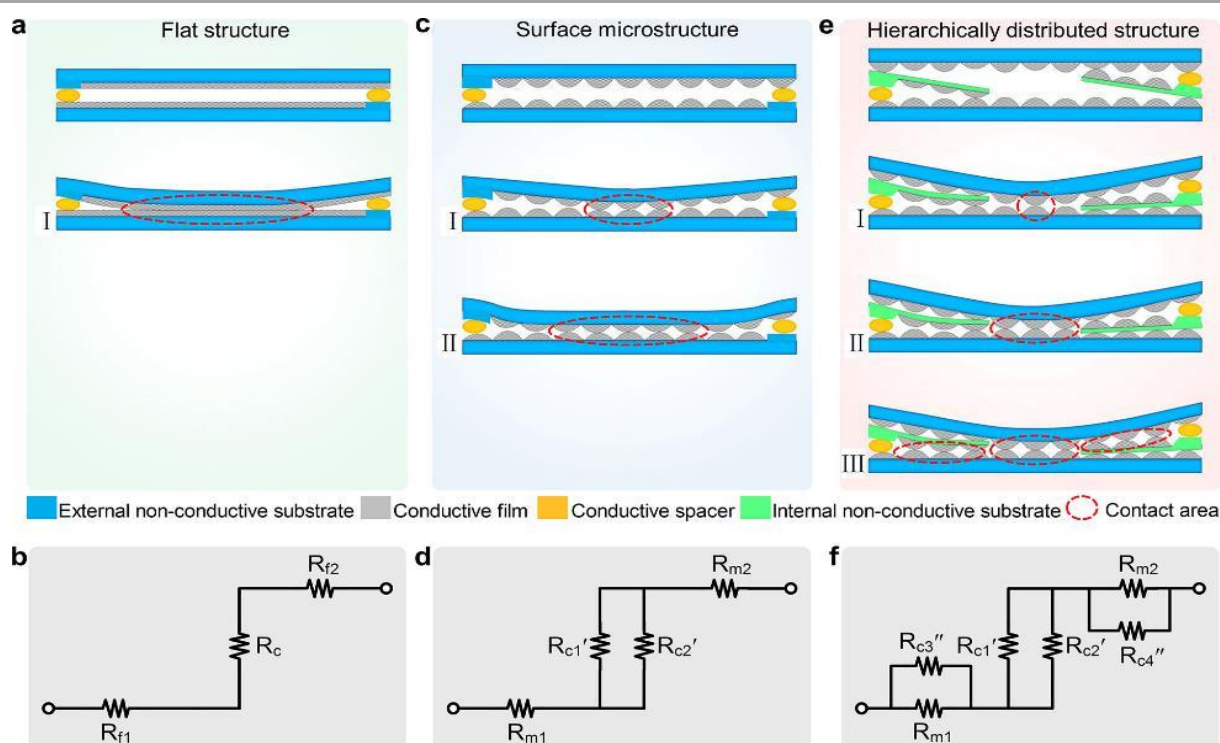 a Flat structure
I
c Surface microstructure
I
II
e Hierarchically distributed structure
I
II
III
External non-conductive substrate Conductive film Conductive spacer Internal non-conductive substrate Contact area
b
Rf2
Rc
Rf1
d
Rm2
Rc1′ Rc2′
Rm1
f
Rm2
Rc3″ Rc1′ Rc2′ Rc4″
Rm1